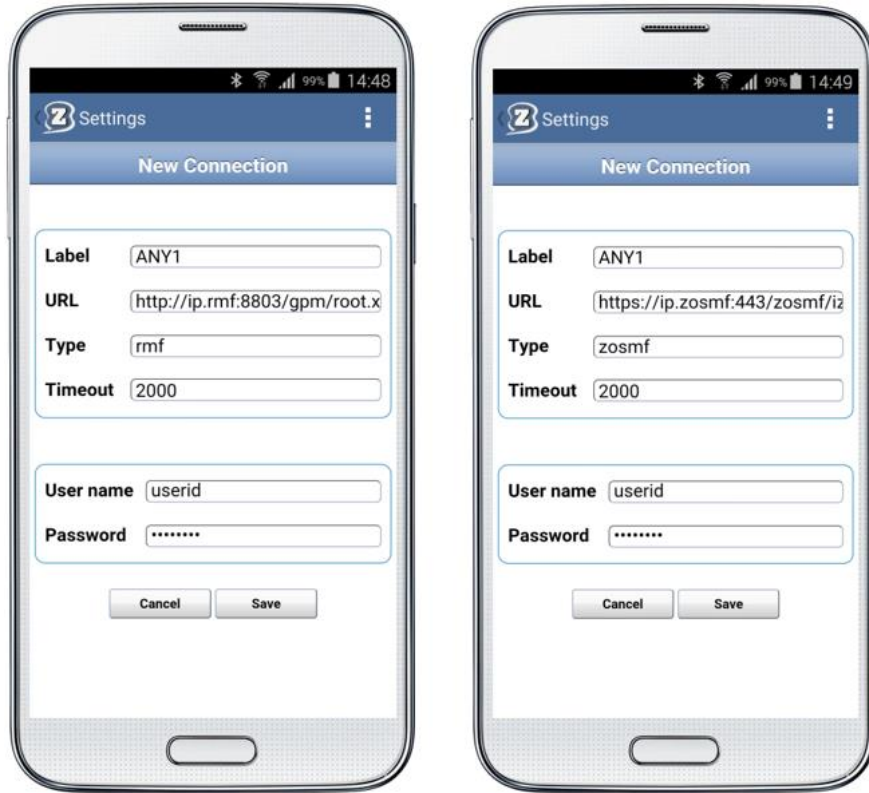 99% 14:48
Z Settings
New Connection
Label ANY1
URL http://ip.rmf:8803/gpm/root.x
Type rmf
Timeout 2000
User name userid
Password ••••••••
Cancel Save
99% 14:49
Z Settings
New Connection
Label ANY1
URL https://ip.zosmf:443/zosmf/iz
Type zosmf
Timeout 2000
User name userid
Password ••••••••
Cancel Save